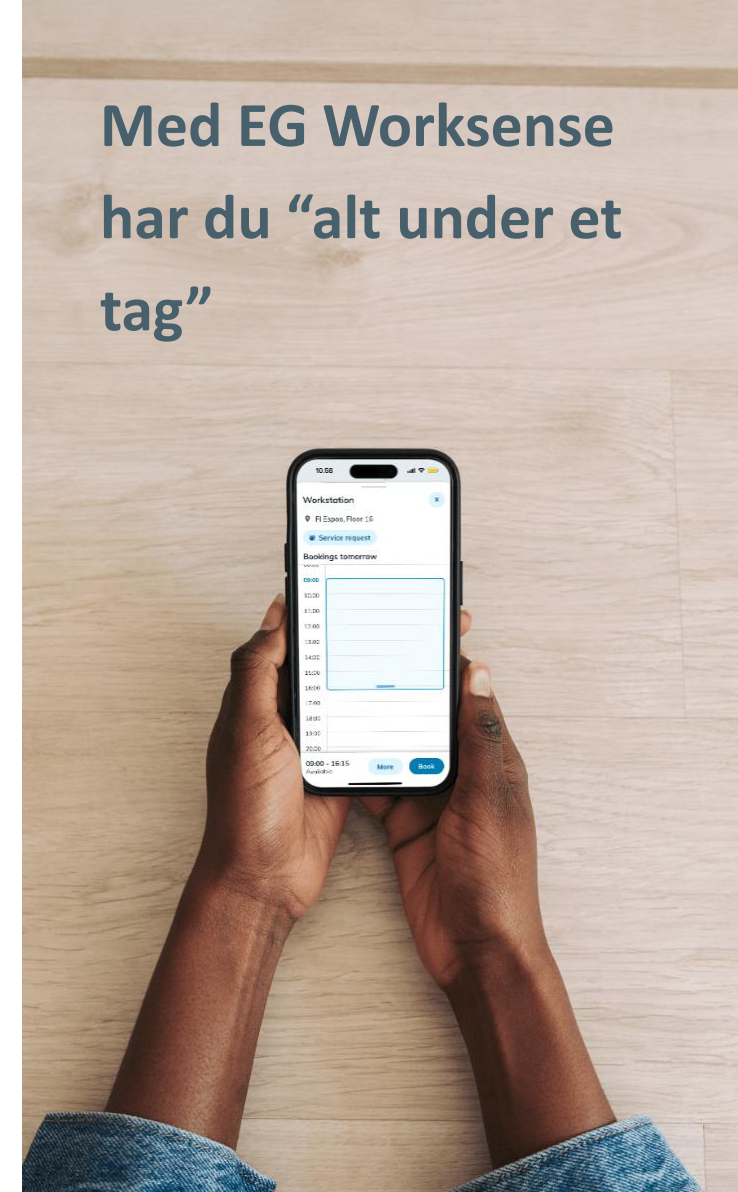 Med EG Worksense
har du “alt under et
tag”
10.58
Workstation
x
FI Espoo, Floor 16
Service request
Bookings tomorrow
09:00
10:00
11:00
12:00
13:00
14:00
15:00
16:00
17:00
18:00
19:00
20:00
09:00 - 16:15
Available
More
Book